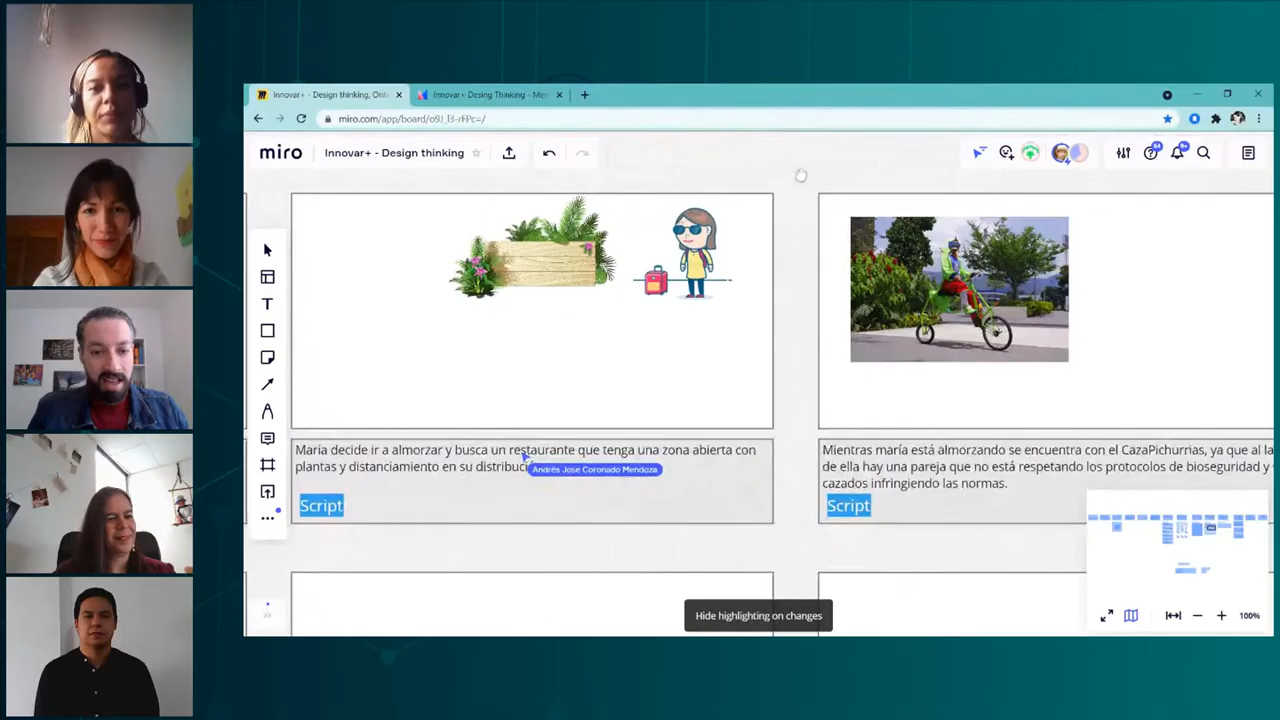 Innovar+ - Design thinking, Onl
Innovar+ Desing Thinking - Me
miro.com/app/board/o9J_l3-rFPc=/
miro
Innovar+ - Design thinking
Maria decide ir a almorzar y busca un restaurante que tenga una zona abierta con
plantas y distanciamiento en su distribuci
Andrés Jose Coronado Mendoza
Script
Mientras maría está almorzando se encuentra con el CazaPichurrias, ya que al la
de ella hay una pareja que no está respetando los protocolos de bioseguridad y
cazados infringiendo las normas.
Script
Hide highlighting on changes
100%